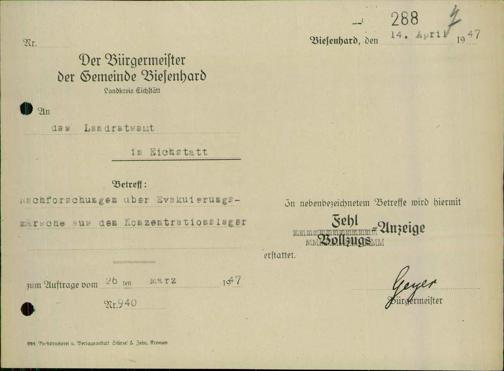 288
Nr.
Biesenhard, den 14. April 1947
Der Bürgermeister
der Gemeinde Biesenhard
Landkreis Eichstätt
An
das Landratsamt
in Eichstatt
Betreff:
Nachforschungen über Evakuierungs-
märsche aus den Konzentrationslager
zum Auftrage vom 26 ten März 1947
Nr. 940
In nebenbezeichnetem Betreffe wird hiermit
Fehl
Vollzugs -Anzeige
erstattet.
Geyer
Bürgermeister